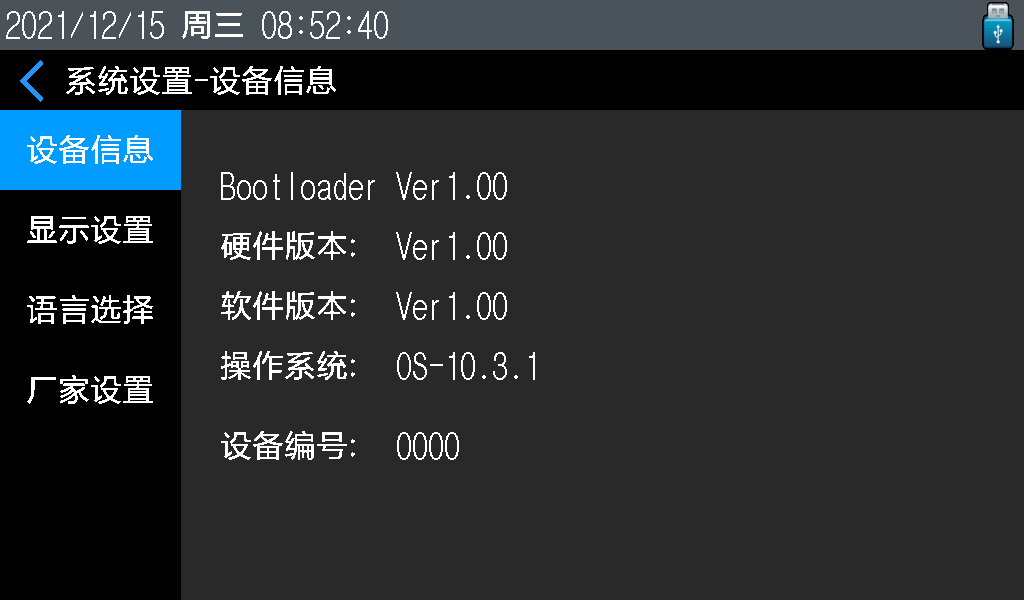 2021/12/15 周三 08:52:40
系统设置-设备信息
设备信息
显示设置
语言选择
厂家设置
Bootloader Ver1.00
硬件版本: Ver1.00
软件版本: Ver1.00
操作系统: OS-10.3.1
设备编号: 0000